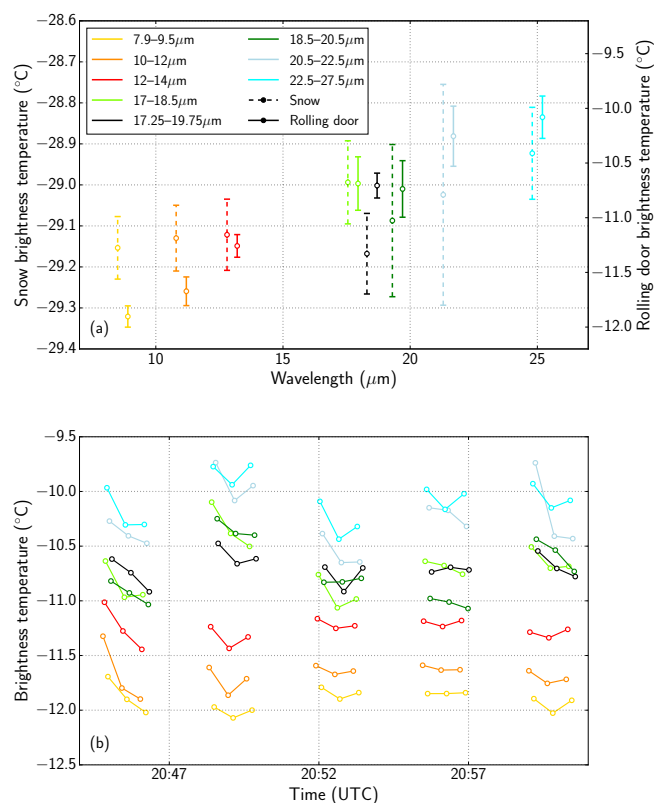 −28.6
−28.7
−28.8
−28.9
−29.0
−29.1
−29.2
−29.3
−29.4
Snow brightness temperature (°C)
7.9–9.5μm
10–12μm
12–14μm
17–18.5μm
17.25–19.75μm
18.5–20.5μm
20.5–22.5μm
22.5–27.5μm
Snow
Rolling door
(a)
−9.5
−10.0
−10.5
−11.0
−11.5
−12.0
Rolling door brightness temperature (°C)
10 15 20 25
Wavelength (μm)
−9.5
−10.0
−10.5
−11.0
−11.5
−12.0
−12.5
Brightness temperature (°C)
(b)
20:47 20:52 20:57
Time (UTC)